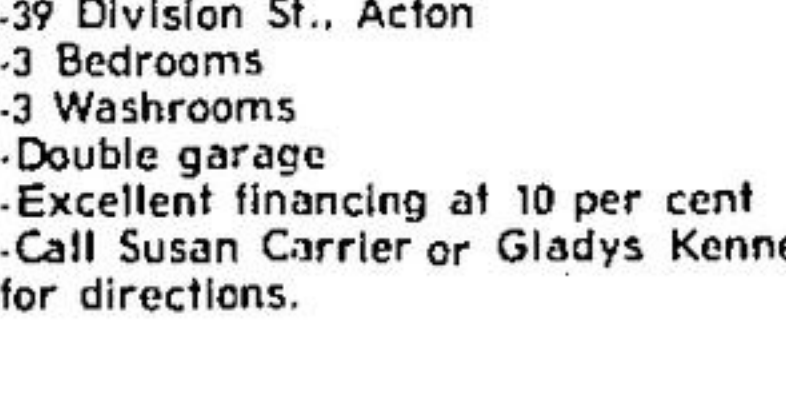 -39 Division St., Acton
-3 Bedrooms
-3 Washrooms
-Double garage
-Excellent financing at 10 per cent
-Call Susan Carrier or Gladys Kenne
for directions.